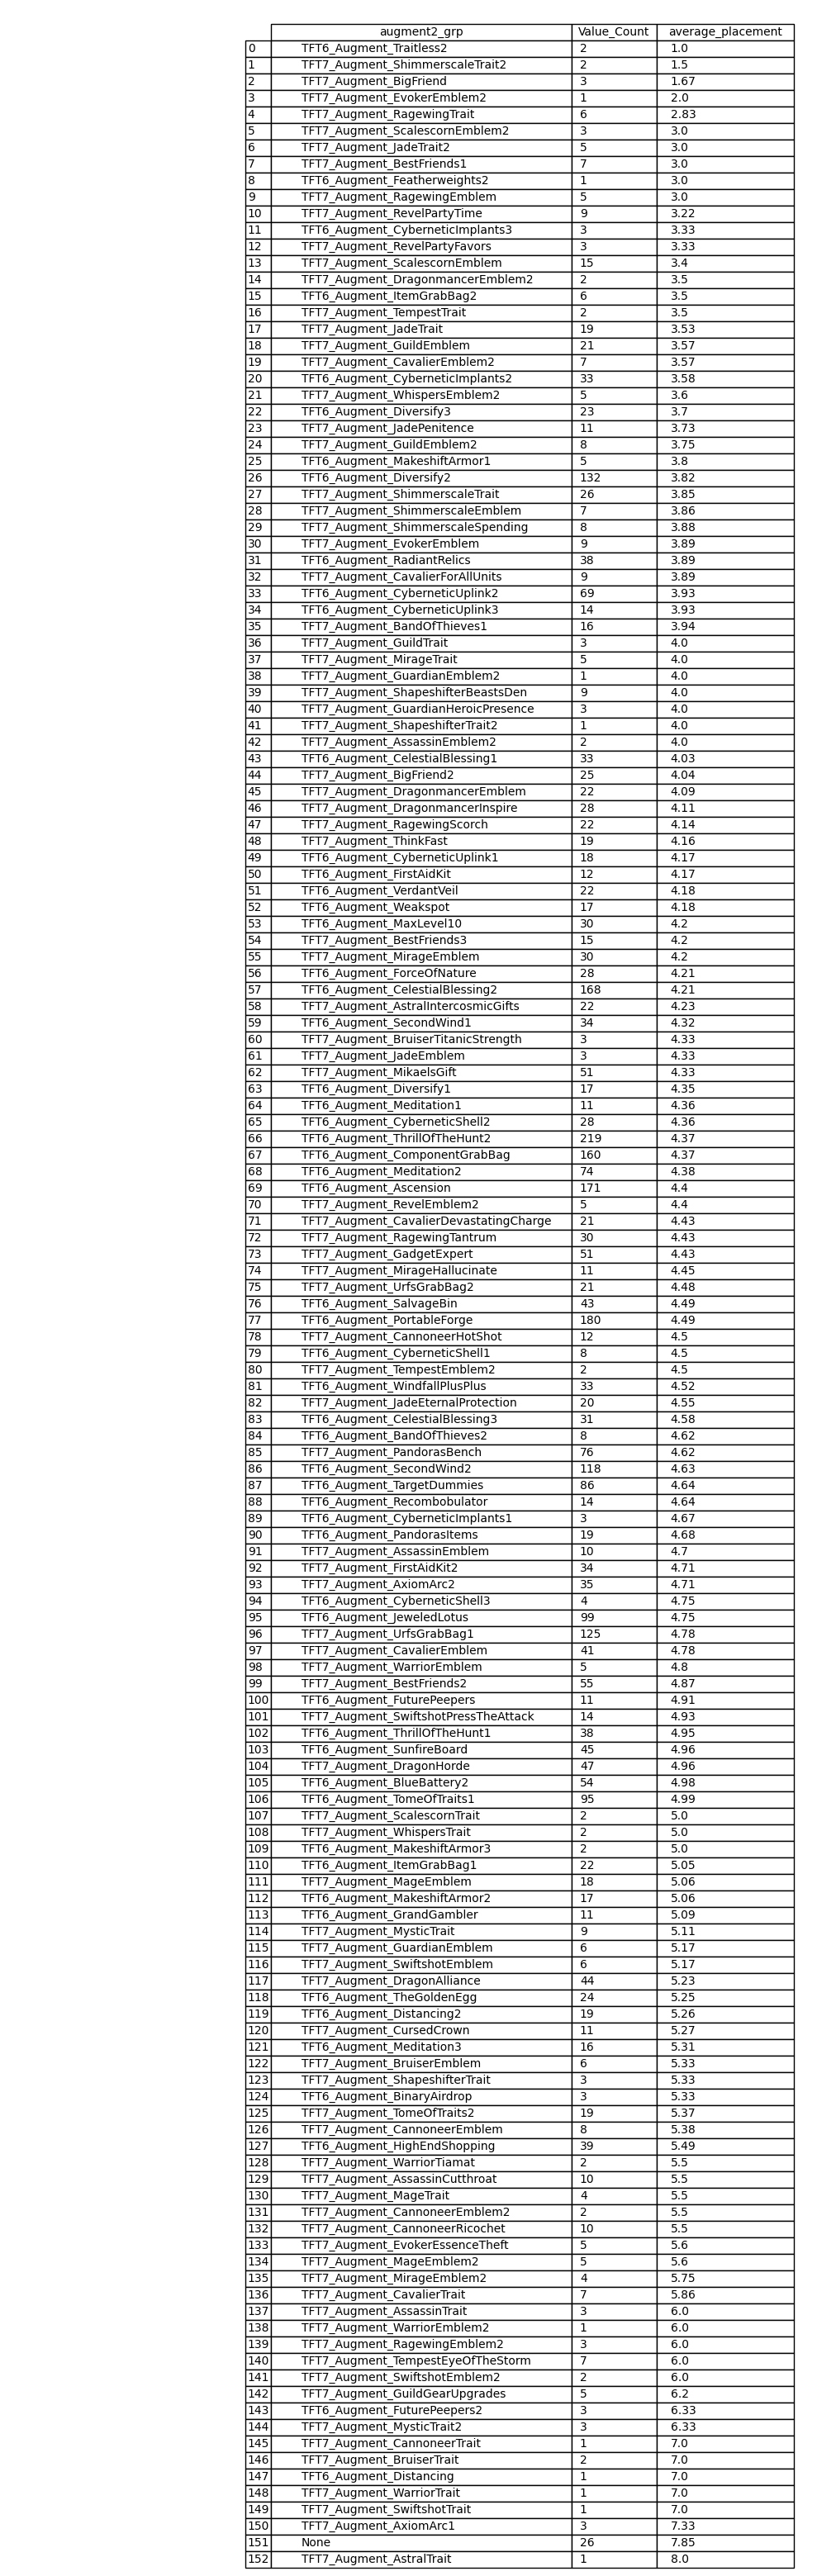 augment2_grp Value_Count average_placement
0 TFT6_Augment_Traitless2 2 1.0
1 TFT7_Augment_ShimmerscaleTrait2 2 1.5
2 TFT7_Augment_BigFriend 3 1.67
3 TFT7_Augment_EvokerEmblem2 1 2.0
4 TFT7_Augment_RagewingTrait 6 2.83
5 TFT7_Augment_ScalescornEmblem2 3 3.0
6 TFT7_Augment_JadeTrait2 5 3.0
7 TFT7_Augment_BestFriends1 7 3.0
8 TFT6_Augment_Featherweights2 1 3.0
9 TFT7_Augment_RagewingEmblem 5 3.0
10 TFT7_Augment_RevelPartyTime 9 3.22
11 TFT6_Augment_CyberneticImplants3 3 3.33
12 TFT7_Augment_RevelPartyFavors 3 3.33
13 TFT7_Augment_ScalescornEmblem 15 3.4
14 TFT7_Augment_DragonmancerEmblem2 2 3.5
15 TFT6_Augment_ItemGrabBag2 6 3.5
16 TFT7_Augment_TempestTrait 2 3.5
17 TFT7_Augment_JadeTrait 19 3.53
18 TFT7_Augment_GuildEmblem 21 3.57
19 TFT7_Augment_CavalierEmblem2 7 3.57
20 TFT6_Augment_CyberneticImplants2 33 3.58
21 TFT7_Augment_WhispersEmblem2 5 3.6
22 TFT6_Augment_Diversify3 23 3.7
23 TFT7_Augment_JadePenitence 11 3.73
24 TFT7_Augment_GuildEmblem2 8 3.75
25 TFT6_Augment_MakeshiftArmor1 5 3.8
26 TFT6_Augment_Diversify2 132 3.82
27 TFT7_Augment_ShimmerscaleTrait 26 3.85
28 TFT7_Augment_ShimmerscaleEmblem 7 3.86
29 TFT7_Augment_ShimmerscaleSpending 8 3.88
30 TFT7_Augment_EvokerEmblem 9 3.89
31 TFT6_Augment_RadiantRelics 38 3.89
32 TFT7_Augment_CavalierForAllUnits 9 3.89
33 TFT6_Augment_CyberneticUplink2 69 3.93
34 TFT6_Augment_CyberneticUplink3 14 3.93
35 TFT7_Augment_BandOfThieves1 16 3.94
36 TFT7_Augment_GuildTrait 3 4.0
37 TFT7_Augment_MirageTrait 5 4.0
38 TFT7_Augment_GuardianEmblem2 1 4.0
39 TFT7_Augment_ShapeshifterBeastsDen 9 4.0
40 TFT7_Augment_GuardianHeroicPresence 3 4.0
41 TFT7_Augment_ShapeshifterTrait2 1 4.0
42 TFT7_Augment_AssassinEmblem2 2 4.0
43 TFT6_Augment_CelestialBlessing1 33 4.03
44 TFT7_Augment_BigFriend2 25 4.04
45 TFT7_Augment_DragonmancerEmblem 22 4.09
46 TFT7_Augment_DragonmancerInspire 28 4.11
47 TFT7_Augment_RagewingScorch 22 4.14
48 TFT7_Augment_ThinkFast 19 4.16
49 TFT6_Augment_CyberneticUplink1 18 4.17
50 TFT6_Augment_FirstAidKit 12 4.17
51 TFT6_Augment_VerdantVeil 22 4.18
52 TFT6_Augment_Weakspot 17 4.18
53 TFT6_Augment_MaxLevel10 30 4.2
54 TFT7_Augment_BestFriends3 15 4.2
55 TFT7_Augment_MirageEmblem 30 4.2
56 TFT6_Augment_ForceOfNature 28 4.21
57 TFT6_Augment_CelestialBlessing2 168 4.21
58 TFT7_Augment_AstralIntercosmicGifts 22 4.23
59 TFT6_Augment_SecondWind1 34 4.32
60 TFT7_Augment_BruiserTitanicStrength 3 4.33
61 TFT7_Augment_JadeEmblem 3 4.33
62 TFT7_Augment_MikaelsGift 51 4.33
63 TFT6_Augment_Diversify1 17 4.35
64 TFT6_Augment_Meditation1 11 4.36
65 TFT6_Augment_CyberneticShell2 28 4.36
66 TFT6_Augment_ThrillOfTheHunt2 219 4.37
67 TFT6_Augment_ComponentGrabBag 160 4.37
68 TFT6_Augment_Meditation2 74 4.38
69 TFT6_Augment_Ascension 171 4.4
70 TFT7_Augment_RevelEmblem2 5 4.4
71 TFT7_Augment_CavalierDevastatingCharge 21 4.43
72 TFT7_Augment_RagewingTantrum 30 4.43
73 TFT7_Augment_GadgetExpert 51 4.43
74 TFT7_Augment_MirageHallucinate 11 4.45
75 TFT7_Augment_UrfsGrabBag2 21 4.48
76 TFT6_Augment_SalvageBin 43 4.49
77 TFT6_Augment_PortableForge 180 4.49
78 TFT7_Augment_CannoneerHotShot 12 4.5
79 TFT6_Augment_CyberneticShell1 8 4.5
80 TFT7_Augment_TempestEmblem2 2 4.5
81 TFT6_Augment_WindfallPlusPlus 33 4.52
82 TFT7_Augment_JadeEternalProtection 20 4.55
83 TFT6_Augment_CelestialBlessing3 31 4.58
84 TFT6_Augment_BandOfThieves2 8 4.62
85 TFT7_Augment_PandorasBench 76 4.62
86 TFT6_Augment_SecondWind2 118 4.63
87 TFT6_Augment_TargetDummies 86 4.64
88 TFT6_Augment_Recombobulator 14 4.64
89 TFT6_Augment_CyberneticImplants1 3 4.67
90 TFT6_Augment_PandorasItems 19 4.68
91 TFT7_Augment_AssassinEmblem 10 4.7
92 TFT7_Augment_FirstAidKit2 34 4.71
93 TFT7_Augment_AxiomArc2 35 4.71
94 TFT6_Augment_CyberneticShell3 4 4.75
95 TFT6_Augment_JeweledLotus 99 4.75
96 TFT7_Augment_UrfsGrabBag1 125 4.78
97 TFT7_Augment_CavalierEmblem 41 4.78
98 TFT7_Augment_WarriorEmblem 5 4.8
99 TFT7_Augment_BestFriends2 55 4.87
100 TFT6_Augment_FuturePeepers 11 4.91
101 TFT7_Augment_SwiftshotPressTheAttack 14 4.93
102 TFT6_Augment_ThrillOfTheHunt1 38 4.95
103 TFT6_Augment_SunfireBoard 45 4.96
104 TFT7_Augment_DragonHorde 47 4.96
105 TFT6_Augment_BlueBattery2 54 4.98
106 TFT6_Augment_TomeOfTraits1 95 4.99
107 TFT7_Augment_ScalescornTrait 2 5.0
108 TFT7_Augment_WhispersTrait 2 5.0
109 TFT6_Augment_MakeshiftArmor3 2 5.0
110 TFT6_Augment_ItemGrabBag1 22 5.05
111 TFT7_Augment_MageEmblem 18 5.06
112 TFT6_Augment_MakeshiftArmor2 17 5.06
113 TFT6_Augment_GrandGambler 11 5.09
114 TFT7_Augment_MysticTrait 9 5.11
115 TFT7_Augment_GuardianEmblem 6 5.17
116 TFT7_Augment_SwiftshotEmblem 6 5.17
117 TFT7_Augment_DragonAlliance 44 5.23
118 TFT6_Augment_TheGoldenEgg 24 5.25
119 TFT6_Augment_Distancing2 19 5.26
120 TFT7_Augment_CursedCrown 11 5.27
121 TFT6_Augment_Meditation3 16 5.31
122 TFT7_Augment_BruiserEmblem 6 5.33
123 TFT7_Augment_ShapeshifterTrait 3 5.33
124 TFT6_Augment_BinaryAirdrop 3 5.33
125 TFT7_Augment_TomeOfTraits2 19 5.37
126 TFT7_Augment_CannoneerEmblem 8 5.38
127 TFT6_Augment_HighEndShopping 39 5.49
128 TFT7_Augment_WarriorTiamat 2 5.5
129 TFT7_Augment_AssassinCutthroat 10 5.5
130 TFT7_Augment_MageTrait 4 5.5
131 TFT7_Augment_CannoneerEmblem2 2 5.5
132 TFT7_Augment_CannoneerRicochet 10 5.5
133 TFT7_Augment_EvokerEssenceTheft 5 5.6
134 TFT7_Augment_MageEmblem2 5 5.6
135 TFT7_Augment_MirageEmblem2 4 5.75
136 TFT7_Augment_CavalierTrait 7 5.86
137 TFT7_Augment_AssassinTrait 3 6.0
138 TFT7_Augment_WarriorEmblem2 1 6.0
139 TFT7_Augment_RagewingEmblem2 3 6.0
140 TFT7_Augment_TempestEyeOfTheStorm 7 6.0
141 TFT7_Augment_SwiftshotEmblem2 2 6.0
142 TFT7_Augment_GuildGearUpgrades 5 6.2
143 TFT6_Augment_FuturePeepers2 3 6.33
144 TFT7_Augment_MysticTrait2 3 6.33
145 TFT7_Augment_CannoneerTrait 1 7.0
146 TFT7_Augment_BruiserTrait 2 7.0
147 TFT6_Augment_Distancing 1 7.0
148 TFT7_Augment_WarriorTrait 1 7.0
149 TFT7_Augment_SwiftshotTrait 1 7.0
150 TFT7_Augment_AxiomArc1 3 7.33
151 None 26 7.85
152 TFT7_Augment_AstralTrait 1 8.0